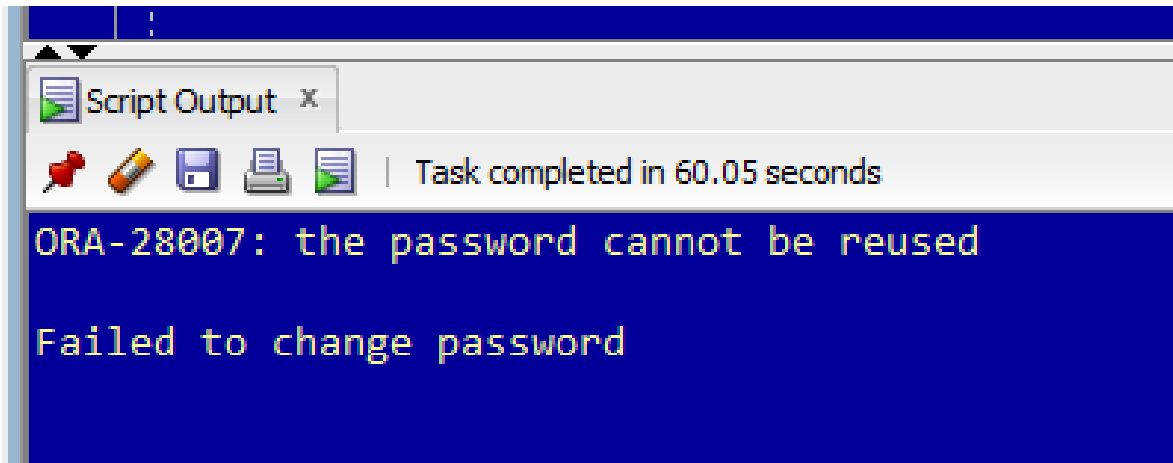 Script Output x
Task completed in 60.05 seconds
ORA-28007: the password cannot be reused
Failed to change password